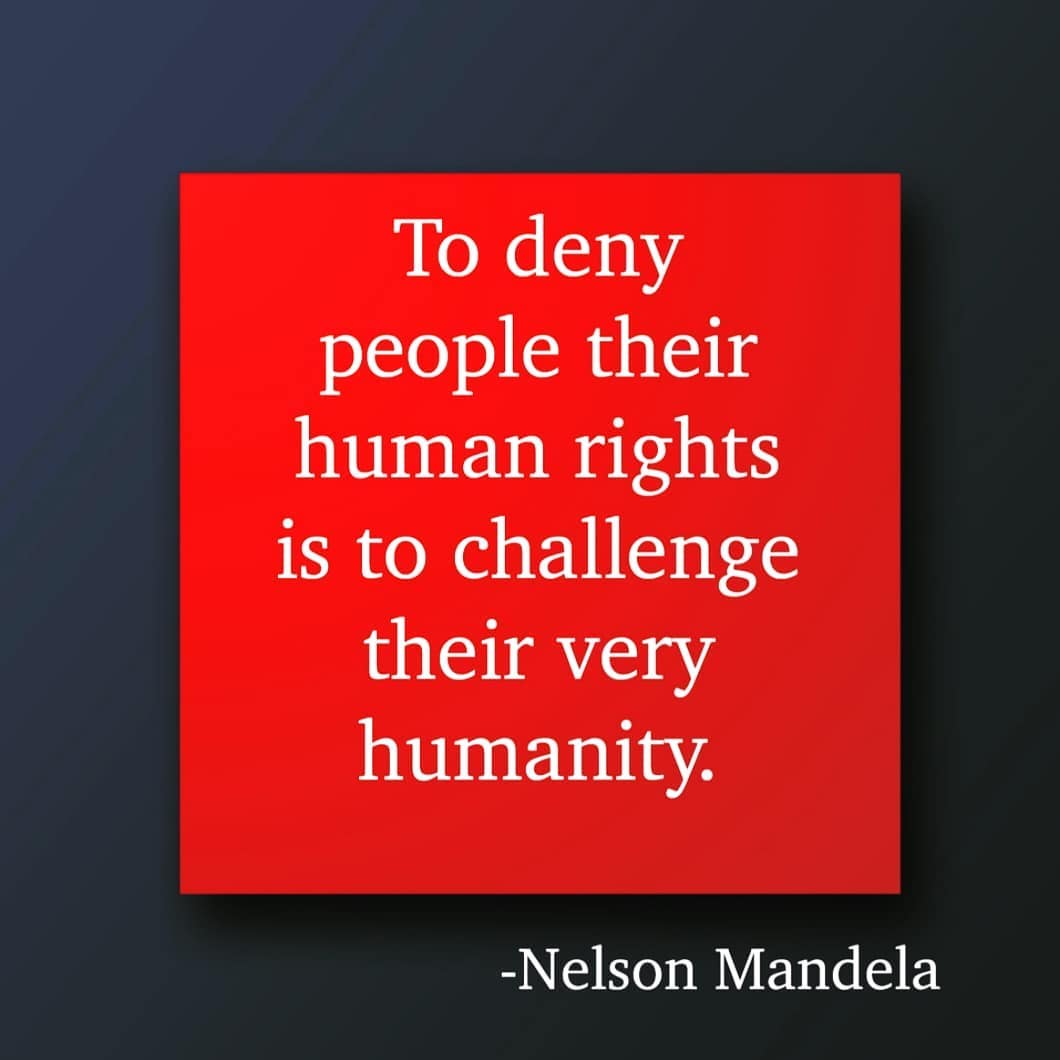 To deny
people their
human rights
is to challenge
their very
humanity.
-Nelson Mandela